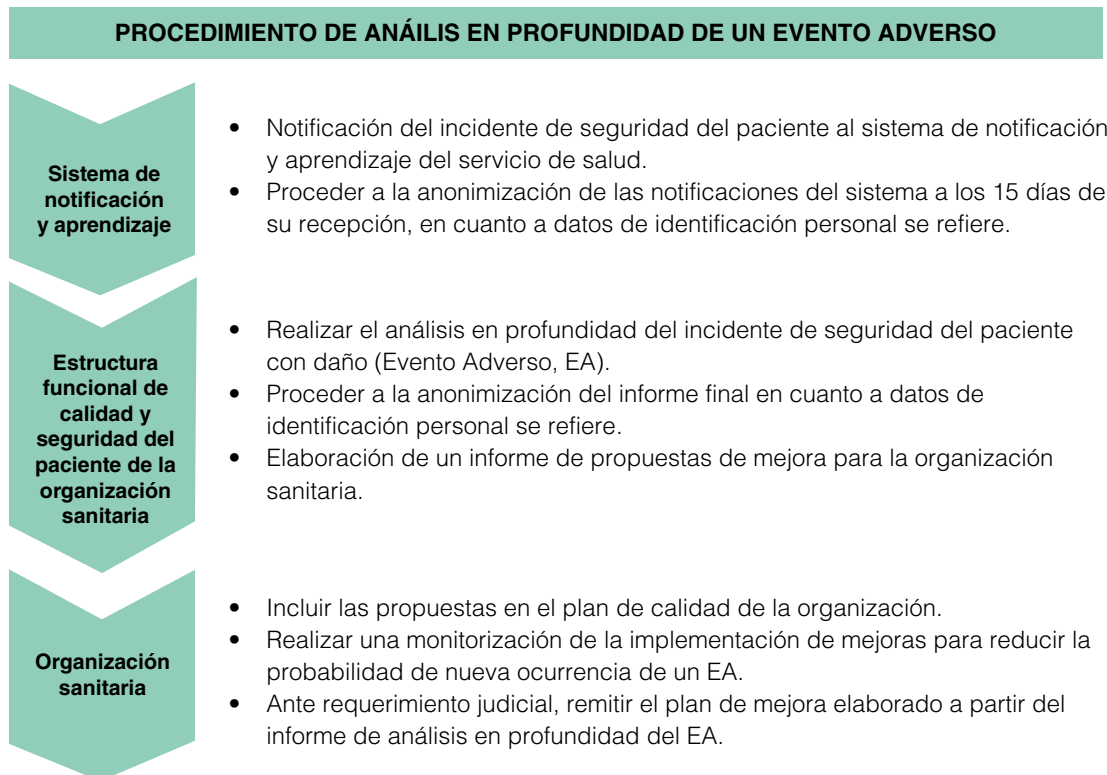 PROCEDIMIENTO DE ANÁILIS EN PROFUNDIDAD DE UN EVENTO ADVERSO
Sistema de
notificación
y aprendizaje
• Notificación del incidente de seguridad del paciente al sistema de notificación
y aprendizaje del servicio de salud.
• Proceder a la anonimización de las notificaciones del sistema a los 15 días de
su recepción, en cuanto a datos de identificación personal se refiere.
Estructura
funcional de
calidad y
seguridad del
paciente de la
organización
sanitaria
• Realizar el análisis en profundidad del incidente de seguridad del paciente
con daño (Evento Adverso, EA).
• Proceder a la anonimización del informe final en cuanto a datos de
identificación personal se refiere.
• Elaboración de un informe de propuestas de mejora para la organización
sanitaria.
Organización
sanitaria
• Incluir las propuestas en el plan de calidad de la organización.
• Realizar una monitorización de la implementación de mejoras para reducir la
probabilidad de nueva ocurrencia de un EA.
• Ante requerimiento judicial, remitir el plan de mejora elaborado a partir del
informe de análisis en profundidad del EA.